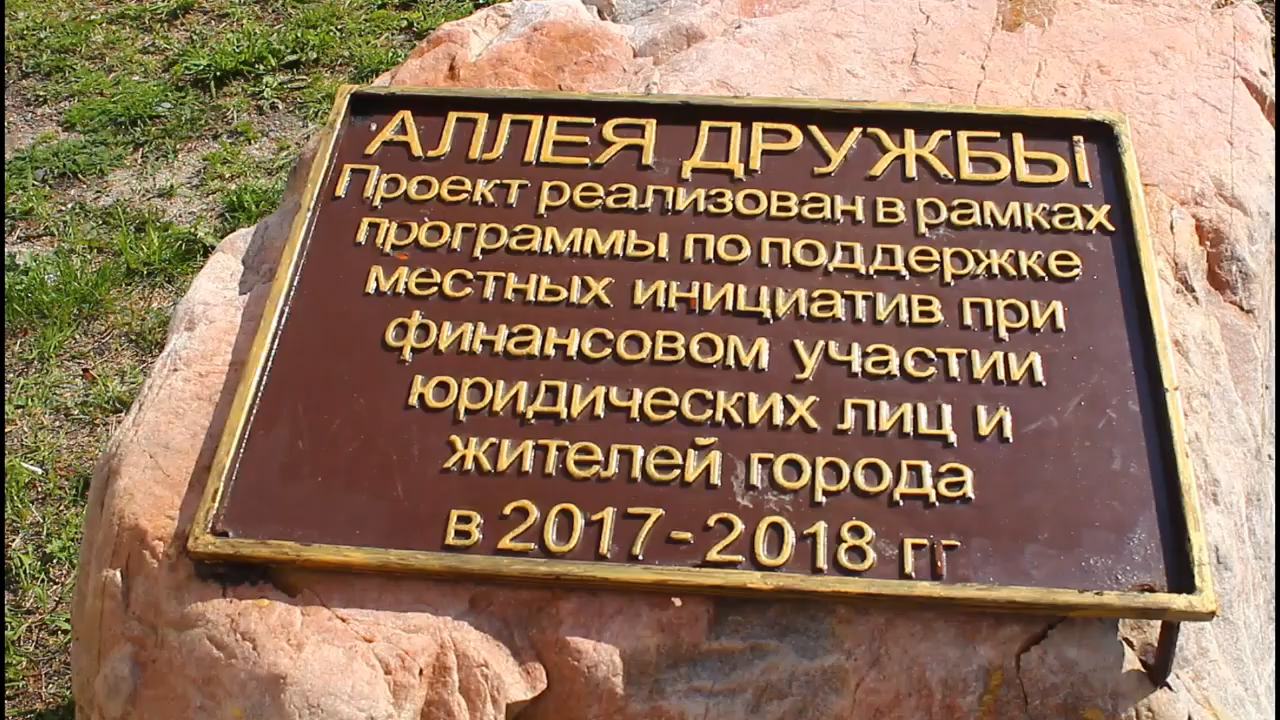 АЛЛЕЯ ДРУЖБЫ
Проект реализован в рамках
программы по поддержке
местных инициатив при
финансовом участии
юридических лиц и
жителей города
в 2017-2018 гг